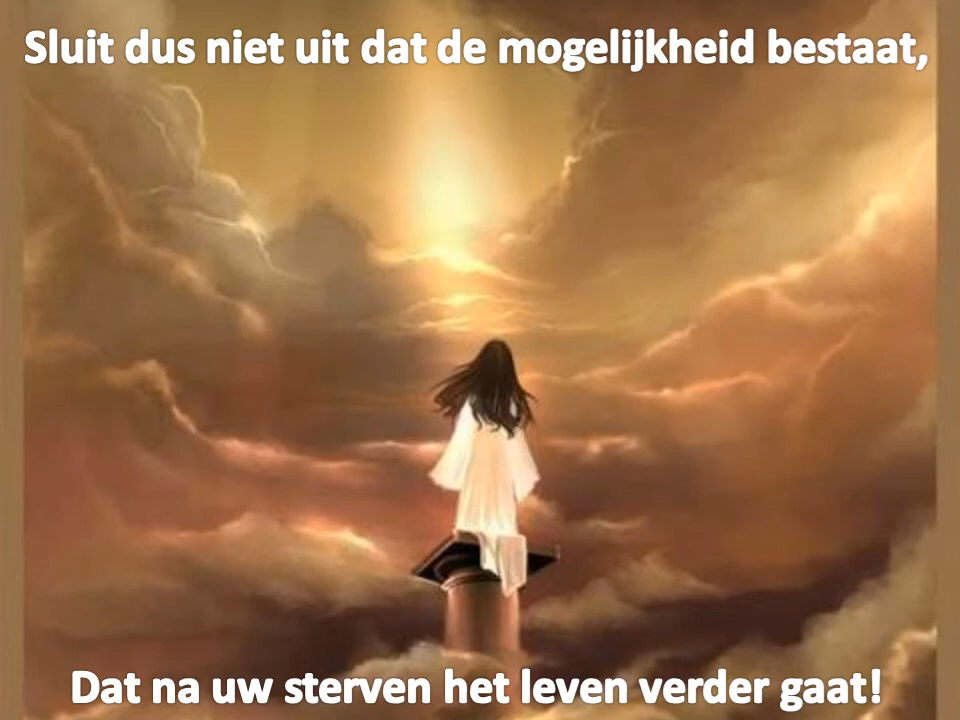 Sluit dus niet uit dat de mogelijkheid bestaat,
Dat na uw sterven het leven verder gaat!